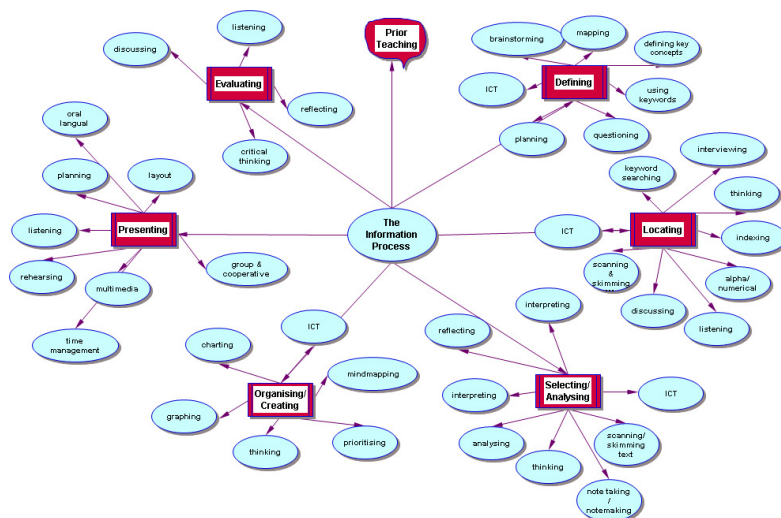 Prior
Teaching
listening
discussing
Evaluating
reflecting
critical
thinking
brainstorming
mapping
defining key
concepts
Defining
ICT
using
keywords
planning
questioning
oral
langual
planning
layout
Presenting
listening
rehearsing
multimedia
group &
cooperative
time
management
The
Information
Process
interviewing
keyword
searching
thinking
ICT
Locating
indexing
scanning
&
skimming
alpha/
numerical
discussing
listening
ICT
charting
mindmapping
Organising/
Creating
graphing
thinking
prioritising
interpreting
reflecting
Selecting/
Analysing
ICT
interpreting
analysing
scanning/
skimming
text
thinking
note taking
/
notemaking